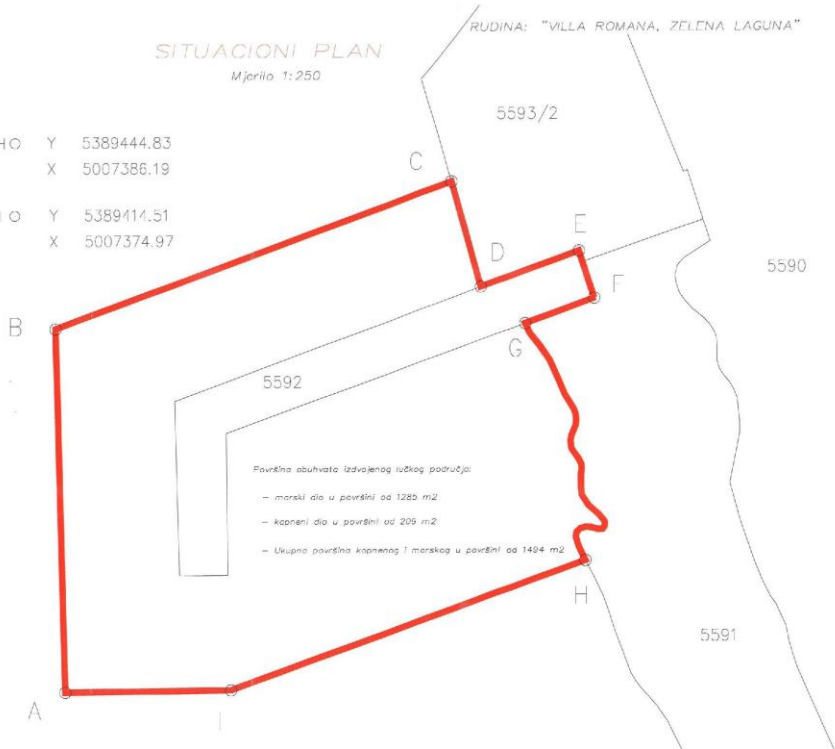 RUDINA: "VILLA ROMANA, ZELENA LAGUNA"
SITUACIONI PLAN
Mjerilo 1:250
5593/2
HO Y 5389444.83
X 5007386.19
C
O Y 5389414.51
X 5007374.97
E
5590
D
F
B
G
5592
Površina obuhvata izdvojenog lučkog područja:
– morski dio u površini od 1285 m2
– kopneni dio u površini od 209 m2
– Ukupno površina kopnenog i morskog u površini od 1494 m2
H
5591
A
I